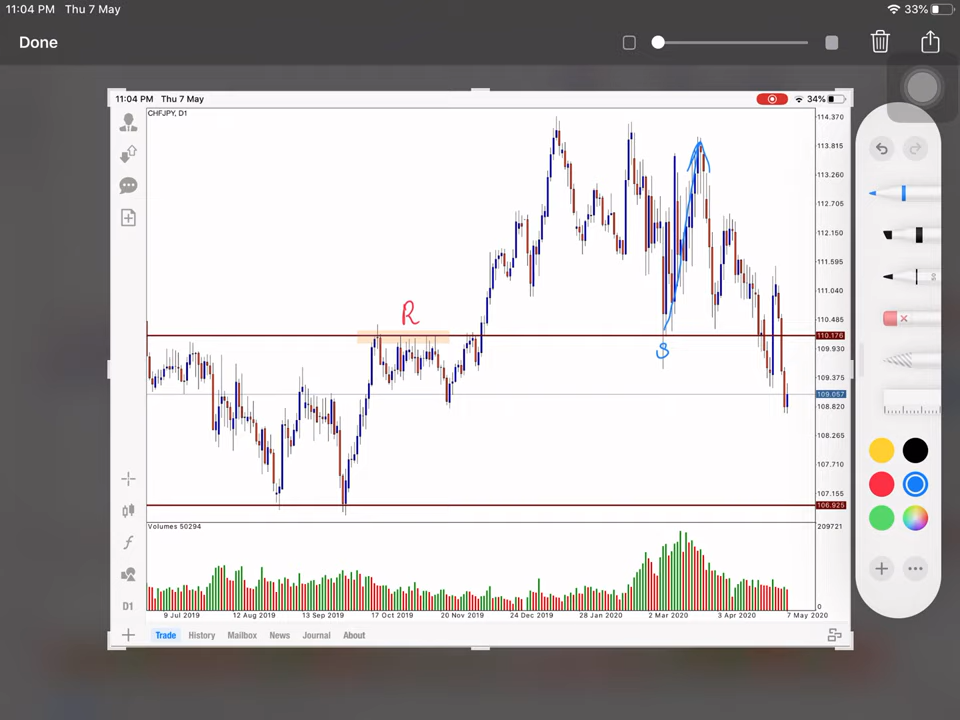 11:04 PM Thu 7 May 33%
Done
11:04 PM Thu 7 May 34%
CHFJPY, D1
114.370
113.815
113.260
112.705
112.150
111.595
111.040
110.485
110.176
109.930
109.375
109.057
108.820
108.265
107.710
107.155
106.925
R
S
Volumes 50294
209721
0
9 Jul 2019 12 Aug 2019 13 Sep 2019 17 Oct 2019 20 Nov 2019 24 Dec 2019 28 Jan 2020 2 Mar 2020 3 Apr 2020 7 May 2020
D1
Trade History Mailbox News Journal About
50